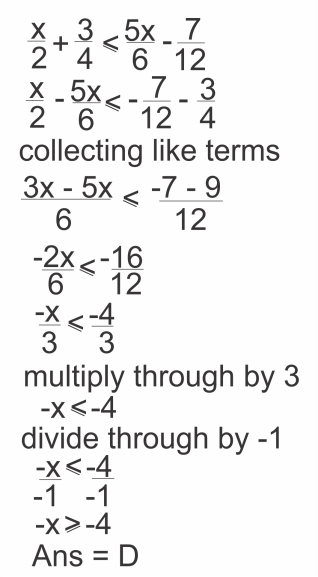 x/2 + 3/4 ⩽ 5x/6 - 7/12
x/2 - 5x/6 ⩽ -7/12 - 3/4
collecting like terms
3x - 5x/6 ⩽ -7 - 9/12
-2x/6 ⩽ -16/12
-x/3 ⩽ -4/3
multiply through by 3
-x ⩽ -4
divide through by -1
-x/-1 ⩽ -4/-1
-x ⩾ -4
Ans = D